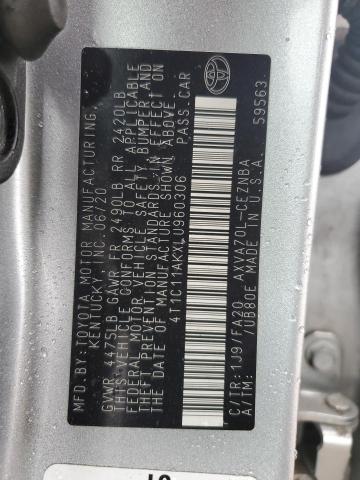 MFD. BY: TOYOTA MOTOR MANUFACTURING,
KENTUCKY, INC. 06/20
GVWR 4475LB GAWR FR 2490LB RR 2420LB
THIS VEHICLE CONFORMS TO ALL APPLICABLE
FEDERAL MOTOR VEHICLE SAFETY, BUMPER, AND
THEFT PREVENTION STANDARDS IN EFFECT ON
THE DATE OF MANUFACTURE SHOWN ABOVE.
4T1C11AKXLU960306 PASS.CAR
C/TR:1J9/FA20 AXVA70L-CEZNBA
A/TM: /UB80E MADE IN U.S.A. 59563